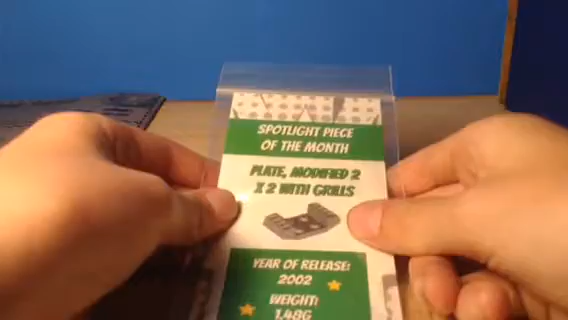 SPOTLIGHT PIECE
OF THE MONTH
PLATE, MODIFIED 2
X 2 WITH GRILLS
YEAR OF RELEASE:
2002
WEIGHT:
1.48G